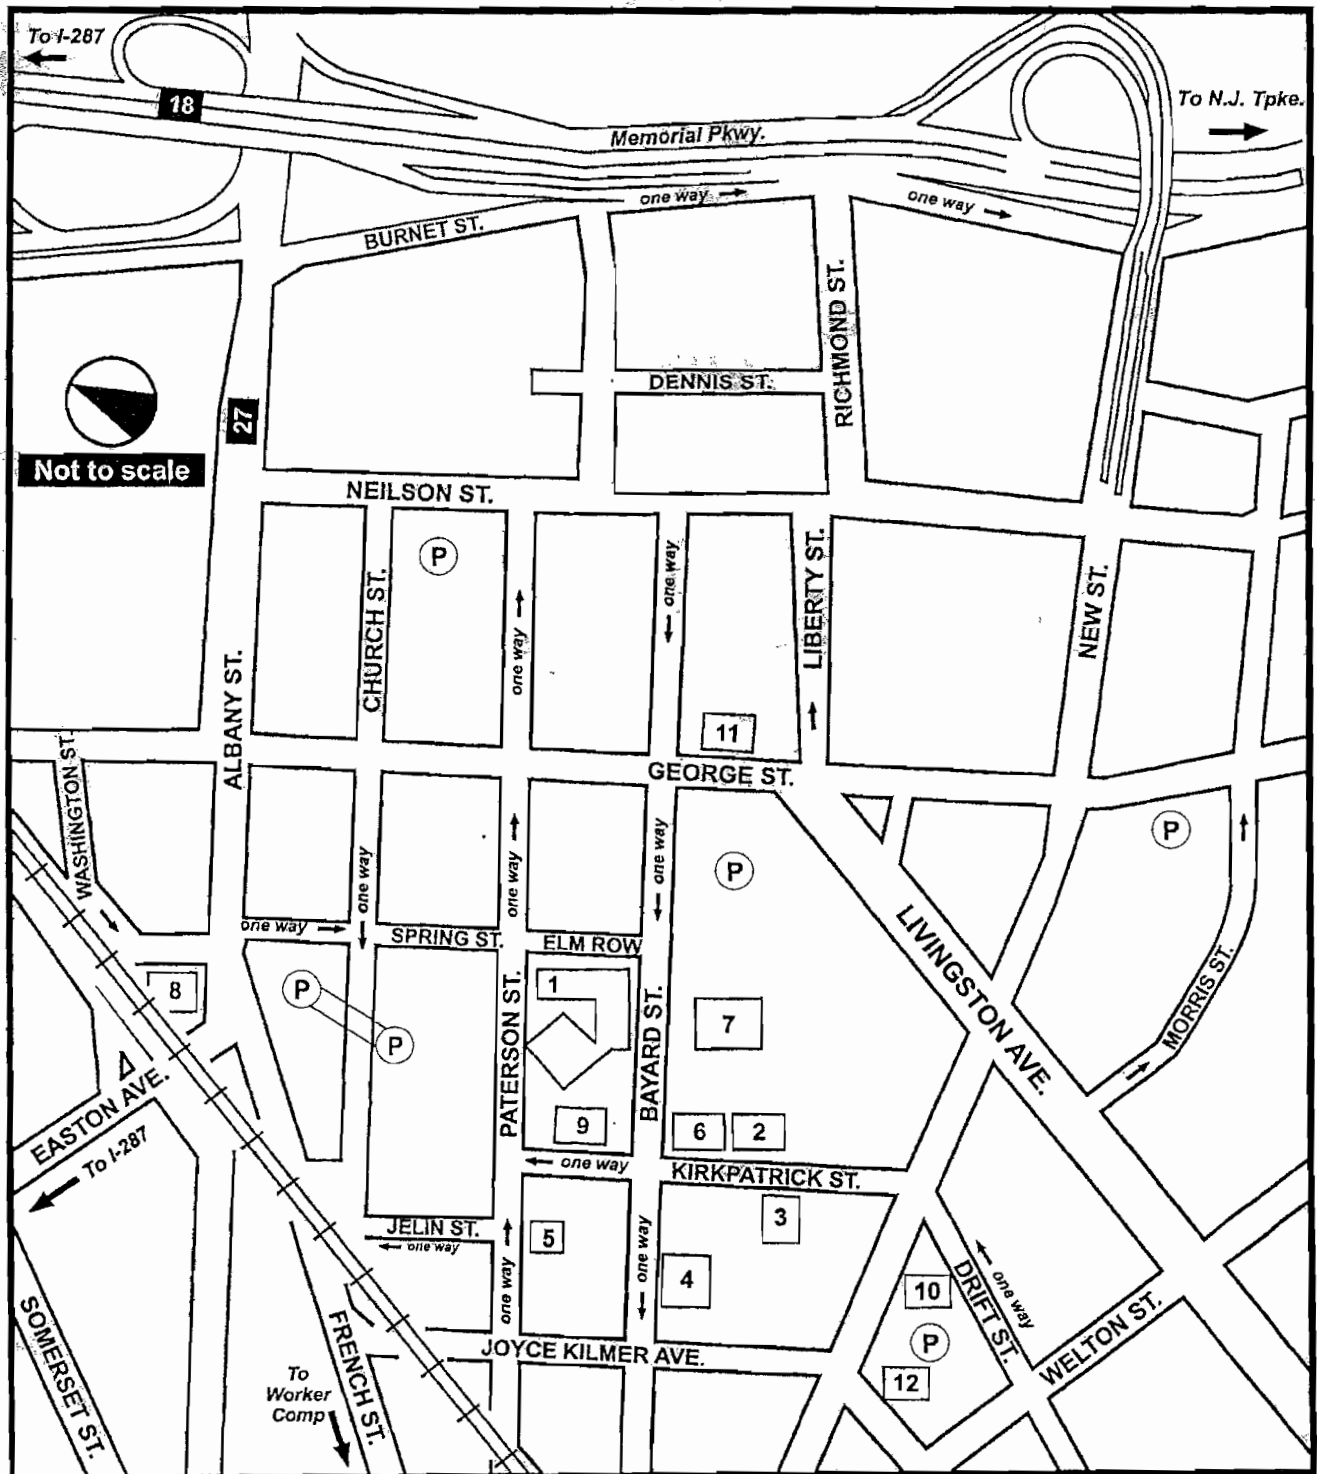 To I-287
18
Memorial Pkwy.
To N.J. Tpke.
one way
one way
BURNET ST.
RICHMOND ST.
DENNIS ST.
27
Not to scale
NEILSON ST.
P
CHURCH ST.
one way
one way
LIBERTY ST.
NEW ST.
ALBANY ST.
WASHINGTON ST.
11
GEORGE ST.
P
P
one way
one way
one way
one way
SPRING ST.
ELM ROW
LIVINGSTON AVE.
MORRIS ST.
8
P
P
1
7
PATERSON ST.
BAYARD ST.
EASTON AVE.
To I-287
9
6
2
one way
KIRKPATRICK ST.
3
JELIN ST.
one way
5
4
one way
one way
10
DRIFT ST.
one way
P
12
WELTON ST.
JOYCE KILMER AVE.
SOMERSET ST.
FRENCH ST.
To
Worker
Comp